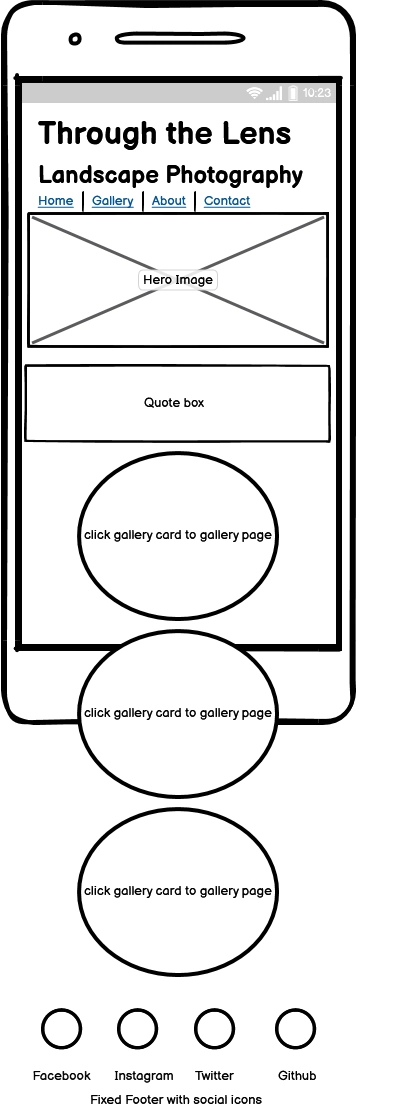 10:23
Through the Lens
Landscape Photography
Home Gallery About Contact
Hero Image
Quote box
click gallery card to gallery page
click gallery card to gallery page
click gallery card to gallery page
Facebook Instagram Twitter Github
Fixed Footer with social icons